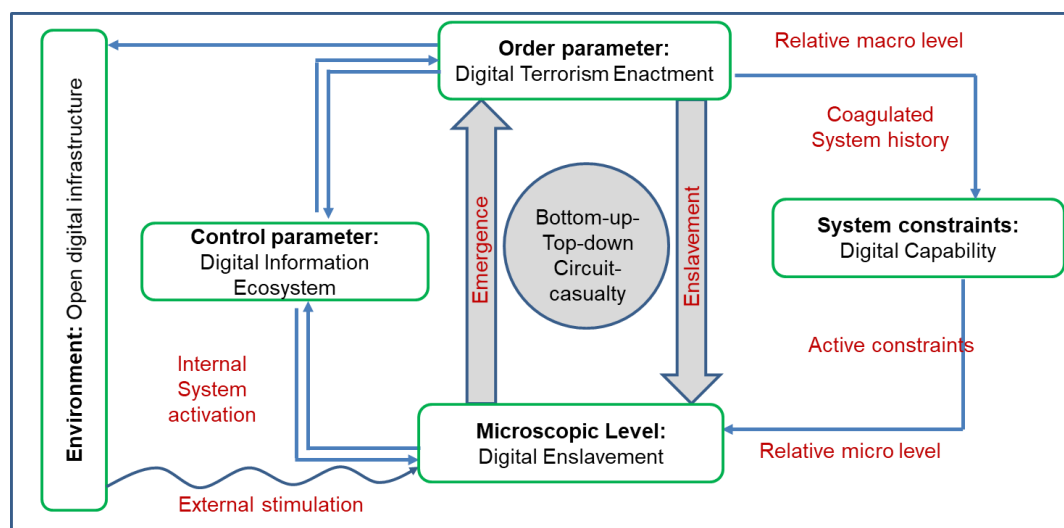 Environment: Open digital infrastructure
Order parameter:
Digital Terrorism Enactment
Relative macro level
Coagulated
System history
Emergence
Bottom-up-
Top-down
Circuit-
casualty
Enslavement
Control parameter:
Digital Information
Ecosystem
System constraints:
Digital Capability
Internal
System
activation
Active constraints
Microscopic Level:
Digital Enslavement
Relative micro level
External stimulation